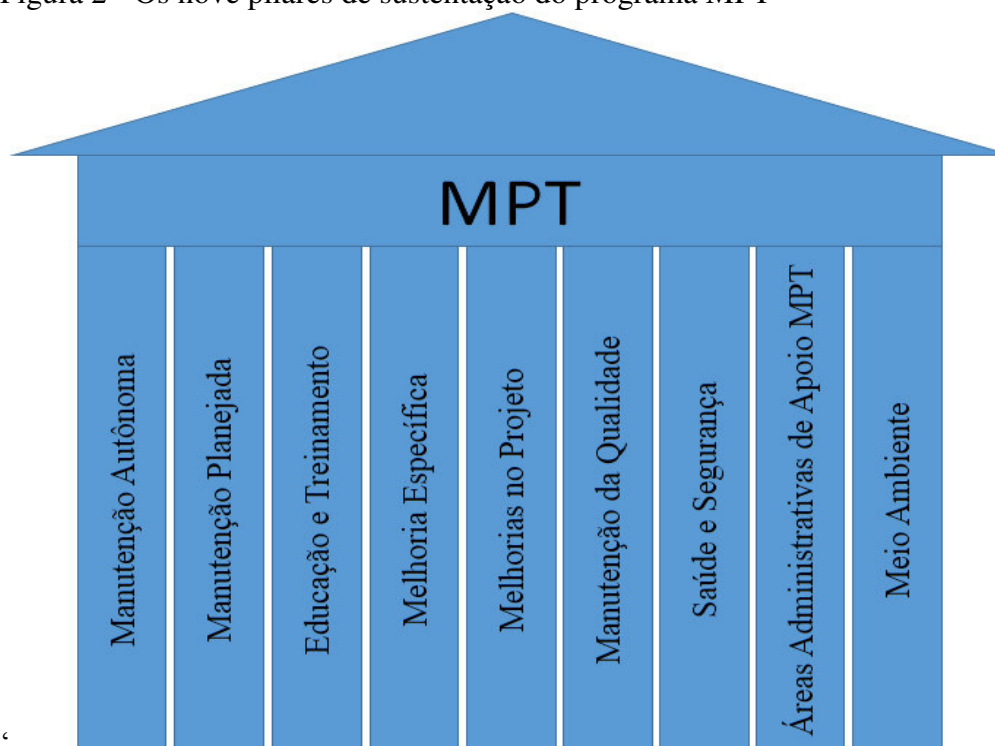 Figura 2 - Os nove pilares de sustentação do programa MPT
MPT
Manutenção Autônoma
Manutenção Planejada
Educação e Treinamento
Melhoria Específica
Melhorias no Projeto
Manutenção da Qualidade
Saúde e Segurança
Áreas Administrativas de Apoio MPT
Meio Ambiente
‘